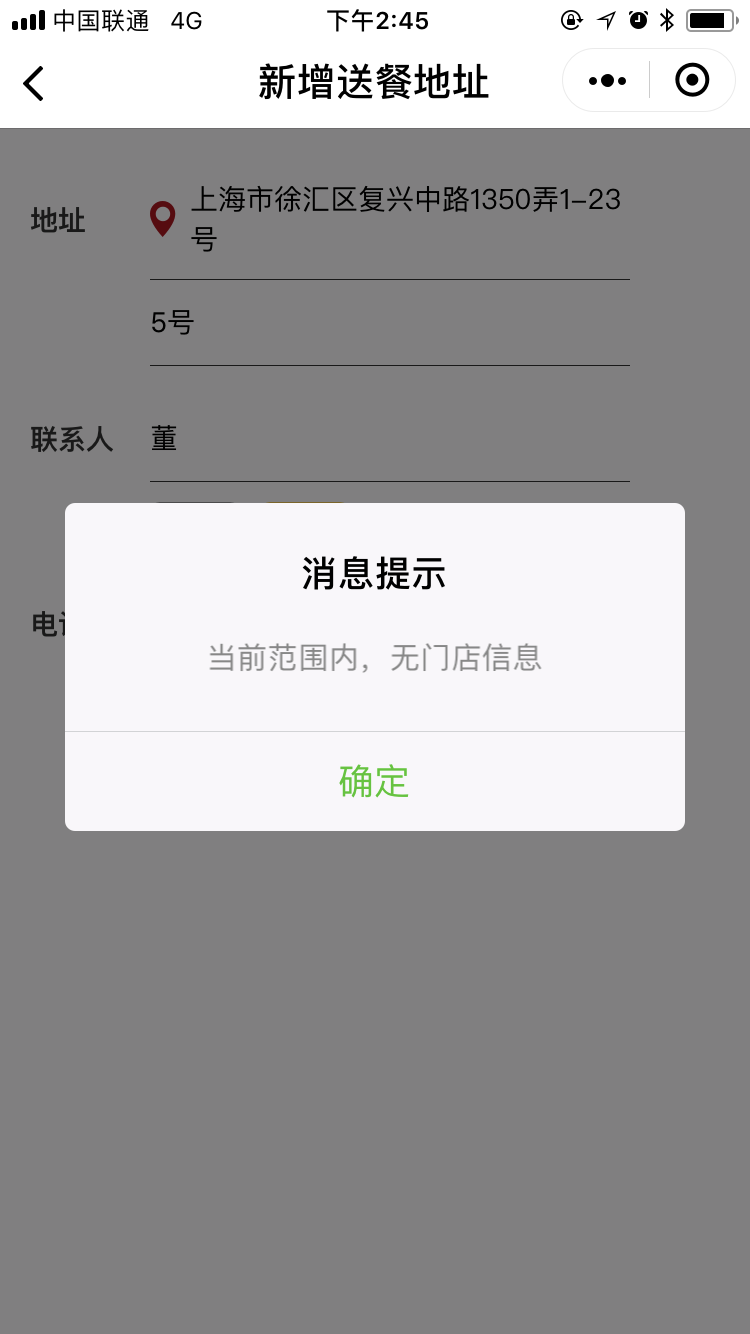 中国联通 4G 下午2:45
新增送餐地址
地址 上海市徐汇区复兴中路1350弄1-23
号
5号
联系人 董
消息提示
电
当前范围内，无门店信息
确定